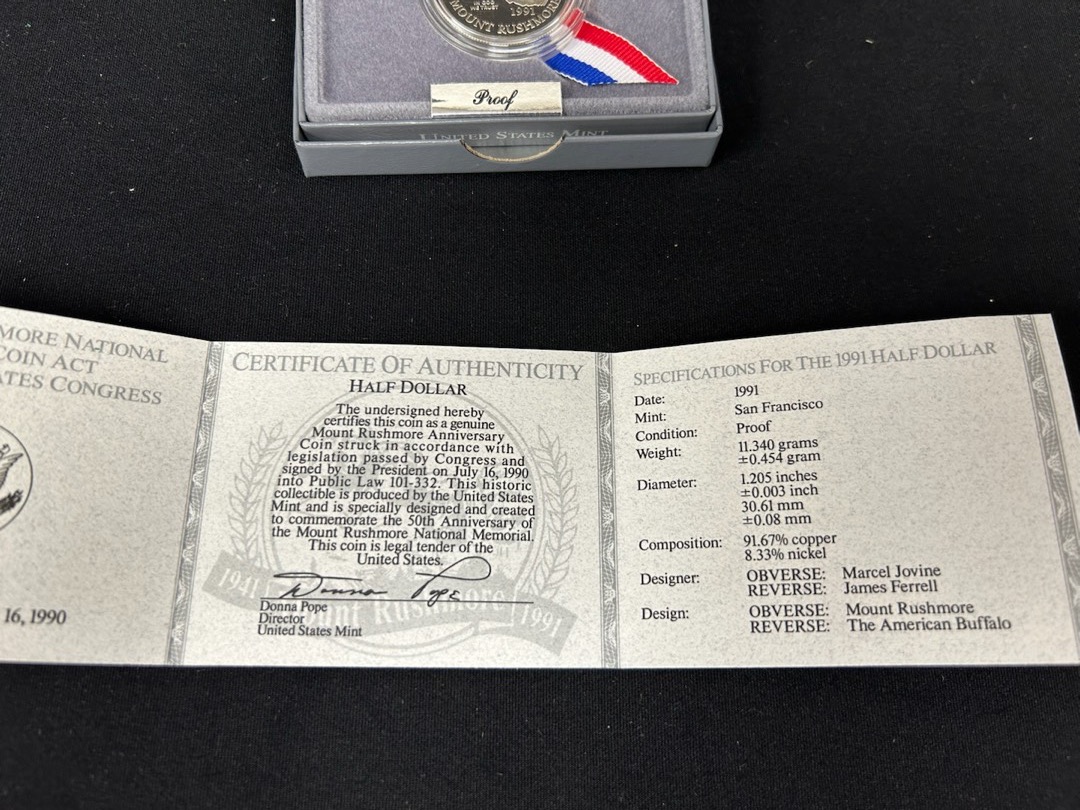 IN GOD
WE TRUST
1991
MOUNT RUSHMORE
Proof
UNITED STATES MINT
MORE NATIONAL
COIN ACT
ATES CONGRESS
16, 1990
CERTIFICATE OF AUTHENTICITY
HALF DOLLAR
The undersigned hereby
certifies this coin as a genuine
Mount Rushmore Anniversary
Coin struck in accordance with
legislation passed by Congress and
signed by the President on July 16, 1990
into Public Law 101-332. This historic
collectible is produced by the United States
Mint and is specially designed and created
to commemorate the 50th Anniversary of
the Mount Rushmore National Memorial.
This coin is legal tender of the
United States.
Donna Pope
1941 Mount Rushmore 1991
Donna Pope
Director
United States Mint
SPECIFICATIONS FOR THE 1991 HALF DOLLAR
Date: 1991
Mint: San Francisco
Condition: Proof
Weight: 11.340 grams
±0.454 gram
Diameter: 1.205 inches
±0.003 inch
30.61 mm
±0.08 mm
Composition: 91.67% copper
8.33% nickel
Designer: OBVERSE: Marcel Jovine
REVERSE: James Ferrell
Design: OBVERSE: Mount Rushmore
REVERSE: The American Buffalo